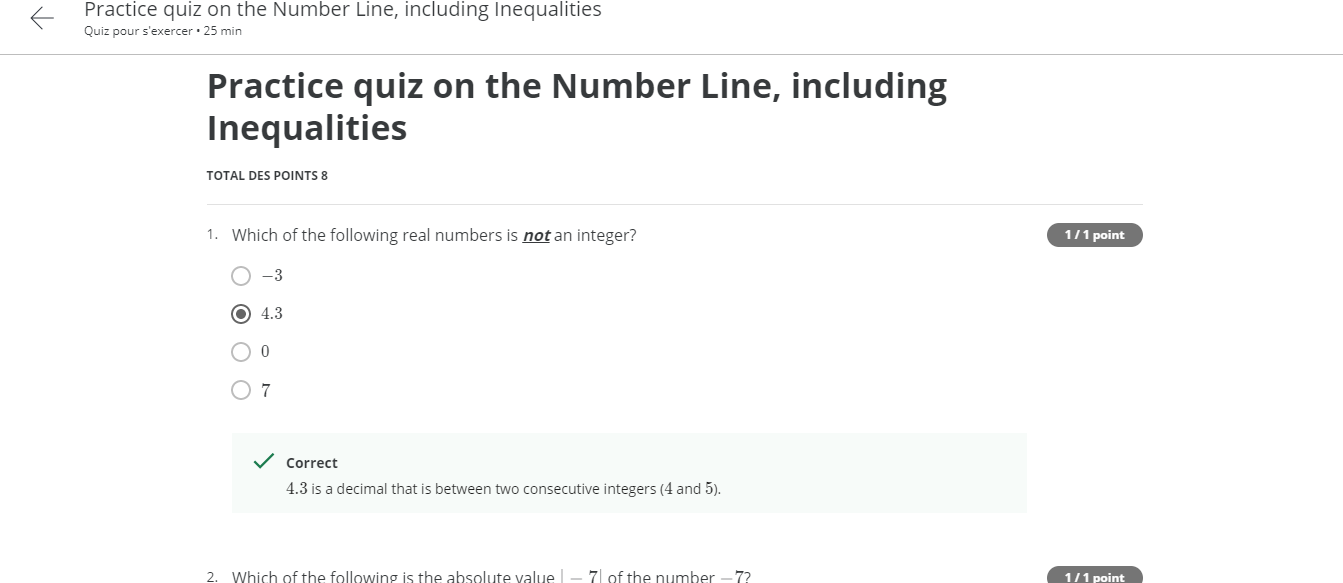 Practice quiz on the Number Line, including Inequalities
Quiz pour s'exercer • 25 min
Practice quiz on the Number Line, including
Inequalities
TOTAL DES POINTS 8
1. Which of the following real numbers is not an integer?
1 / 1 point
−3
4.3
0
7
Correct
4.3 is a decimal that is between two consecutive integers (4 and 5).
2. Which of the following is the absolute value | − 7| of the number −7?
1 / 1 point